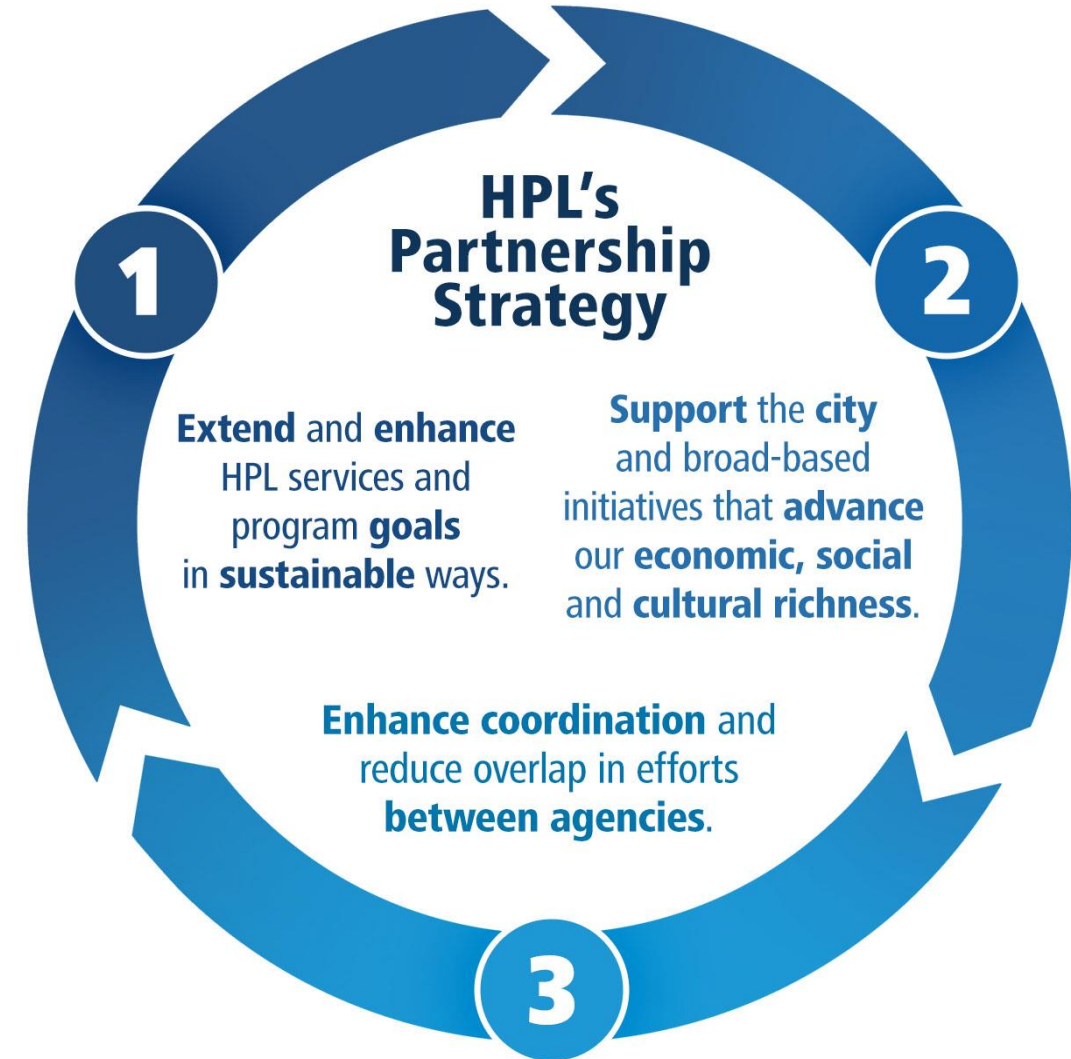 HPL's
Partnership
Strategy
1
Extend and enhance
HPL services and
program goals
in sustainable ways.
2
Support the city
and broad-based
initiatives that advance
our economic, social
and cultural richness.
Enhance coordination and
reduce overlap in efforts
between agencies.
3